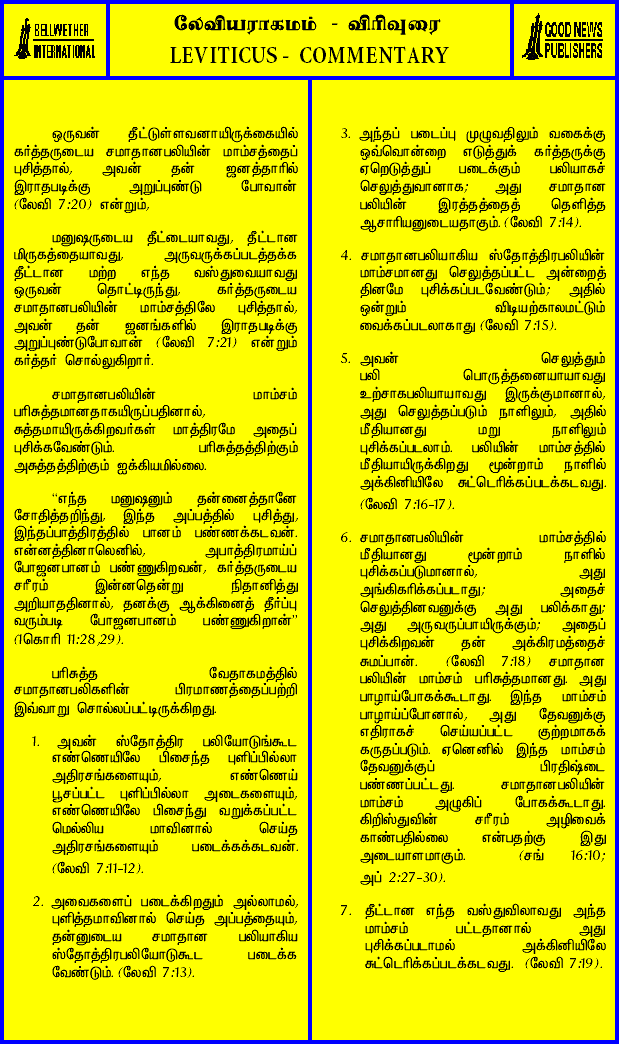 BELLWETHER
INTERNATIONAL
லேவியராகமம் - விரிவுரை
LEVITICUS - COMMENTARY
GOOD NEWS
PUBLISHERS
ஒருவன் தீட்டுள்ளவனாயிருக்கையில்
கர்த்தருடைய சமாதானபலியின் மாம்சத்தைப்
புசித்தால், அவன் தன் ஜனத்தாரில்
இராதபடிக்கு அறுப்புண்டு போவான்
(லேவி 7:20) என்றும்,
மனுஷருடைய தீட்டையாவது, தீட்டான
மிருகத்தையாவது, அருவருக்கப்படத்தக்க
தீட்டான மற்ற எந்த வஸ்துவையாவது
ஒருவன் தொட்டிருந்து, கர்த்தருடைய
சமாதானபலியின் மாம்சத்திலே புசித்தால்,
அவன் தன் ஜனங்களில் இராதபடிக்கு
அறுப்புண்டுபோவான் (லேவி 7:21) என்றும்
கர்த்தர் சொல்லுகிறார்.
சமாதானபலியின் மாம்சம்
பரிசுத்தமானதாகயிருப்பதினால்,
சுத்தமாயிருக்கிறவர்கள் மாத்திரமே அதைப்
புசிக்கவேண்டும். பரிசுத்தத்திற்கும்
அசுத்தத்திற்கும் ஐக்கியமில்லை.
"எந்த மனுஷனும் தன்னைத்தானே
சோதித்தறிந்து, இந்த அப்பத்தில் புசித்து,
இந்தப்பாத்திரத்தில் பானம் பண்ணக்கடவன்.
என்னத்தினாலெனில், அபாத்திரமாய்ப்
போஜனபானம் பண்ணுகிறவன், கர்த்தருடைய
சரீரம் இன்னதென்று நிதானித்து
அறியாததினால், தனக்கு ஆக்கினைத் தீர்ப்பு
வரும்படி போஜனபானம் பண்ணுகிறான்"
(1கொரி 11:28,29).
பரிசுத்த வேதாகமத்தில்
சமாதானபலிகளின் பிரமாணத்தைப்பற்றி
இவ்வாறு சொல்லப்பட்டிருக்கிறது.
1. அவன் ஸ்தோத்திர பலியோடுங்கூட
எண்ணெயிலே பிசைந்த புளிப்பில்லா
அதிரசங்களையும், எண்ணெய்
பூசப்பட்ட புளிப்பில்லா அடைகளையும்,
எண்ணெயிலே பிசைந்து வறுக்கப்பட்ட
மெல்லிய மாவினால் செய்த
அதிரசங்களையும் படைக்கக்கடவன்.
(லேவி 7:11-12).
2. அவைகளைப் படைக்கிறதும் அல்லாமல்,
புளித்தமாவினால் செய்த அப்பத்தையும்,
தன்னுடைய சமாதான பலியாகிய
ஸ்தோத்திரபலியோடுகூட படைக்க
வேண்டும். (லேவி 7:13).
3. அந்தப் படைப்பு முழுவதிலும் வகைக்கு
ஒவ்வொன்றை எடுத்துக் கர்த்தருக்கு
ஏறெடுத்துப் படைக்கும் பலியாகச்
செலுத்துவானாக; அது சமாதான
பலியின் இரத்தத்தைத் தெளித்த
ஆசாரியனுடையதாகும். (லேவி 7:14).
4. சமாதானபலியாகிய ஸ்தோத்திரபலியின்
மாம்சமானது செலுத்தப்பட்ட அன்றைத்
தினமே புசிக்கப்படவேண்டும்; அதில்
ஒன்றும் விடியற்காலமட்டும்
வைக்கப்படலாகாது (லேவி 7:15).
5. அவன் செலுத்தும்
பலி பொருத்தனையாயாவது
உற்சாகபலியாயாவது இருக்குமானால்,
அது செலுத்தப்படும் நாளிலும், அதில்
மீதியானது மறு நாளிலும்
புசிக்கப்படலாம். பலியின் மாம்சத்தில்
மீதியாயிருக்கிறது மூன்றாம் நாளில்
அக்கினியிலே சுட்டெரிக்கப்படக்கடவது.
(லேவி 7:16-17).
6. சமாதானபலியின் மாம்சத்தில்
மீதியானது மூன்றாம் நாளில்
புசிக்கப்படுமானால், அது
அங்கிகரிக்கப்படாது; அதைச்
செலுத்தினவனுக்கு அது பலிக்காது;
அது அருவருப்பாயிருக்கும்; அதைப்
புசிக்கிறவன் தன் அக்கிரமத்தைச்
சுமப்பான். (லேவி 7:18) சமாதான
பலியின் மாம்சம் பரிசுத்தமானது. அது
பாழாய்போகக்கூடாது. இந்த மாம்சம்
பாழாய்ப்போனால், அது தேவனுக்கு
எதிராகச் செய்யப்பட்ட குற்றமாகக்
கருதப்படும். ஏனெனில் இந்த மாம்சம்
தேவனுக்குப் பிரதிஷ்டை
பண்ணப்பட்டது. சமாதானபலியின்
மாம்சம் அழுகிப் போகக்கூடாது.
கிறிஸ்துவின் சரீரம் அழிவைக்
காண்பதில்லை என்பதற்கு இது
அடையாளமாகும். (சங் 16:10;
அப் 2:27-30).
7. தீட்டான எந்த வஸ்துவிலாவது அந்த
மாம்சம் பட்டதானால் அது
புசிக்கப்படாமல் அக்கினியிலே
சுட்டெரிக்கப்படக்கடவது. (லேவி 7:19).